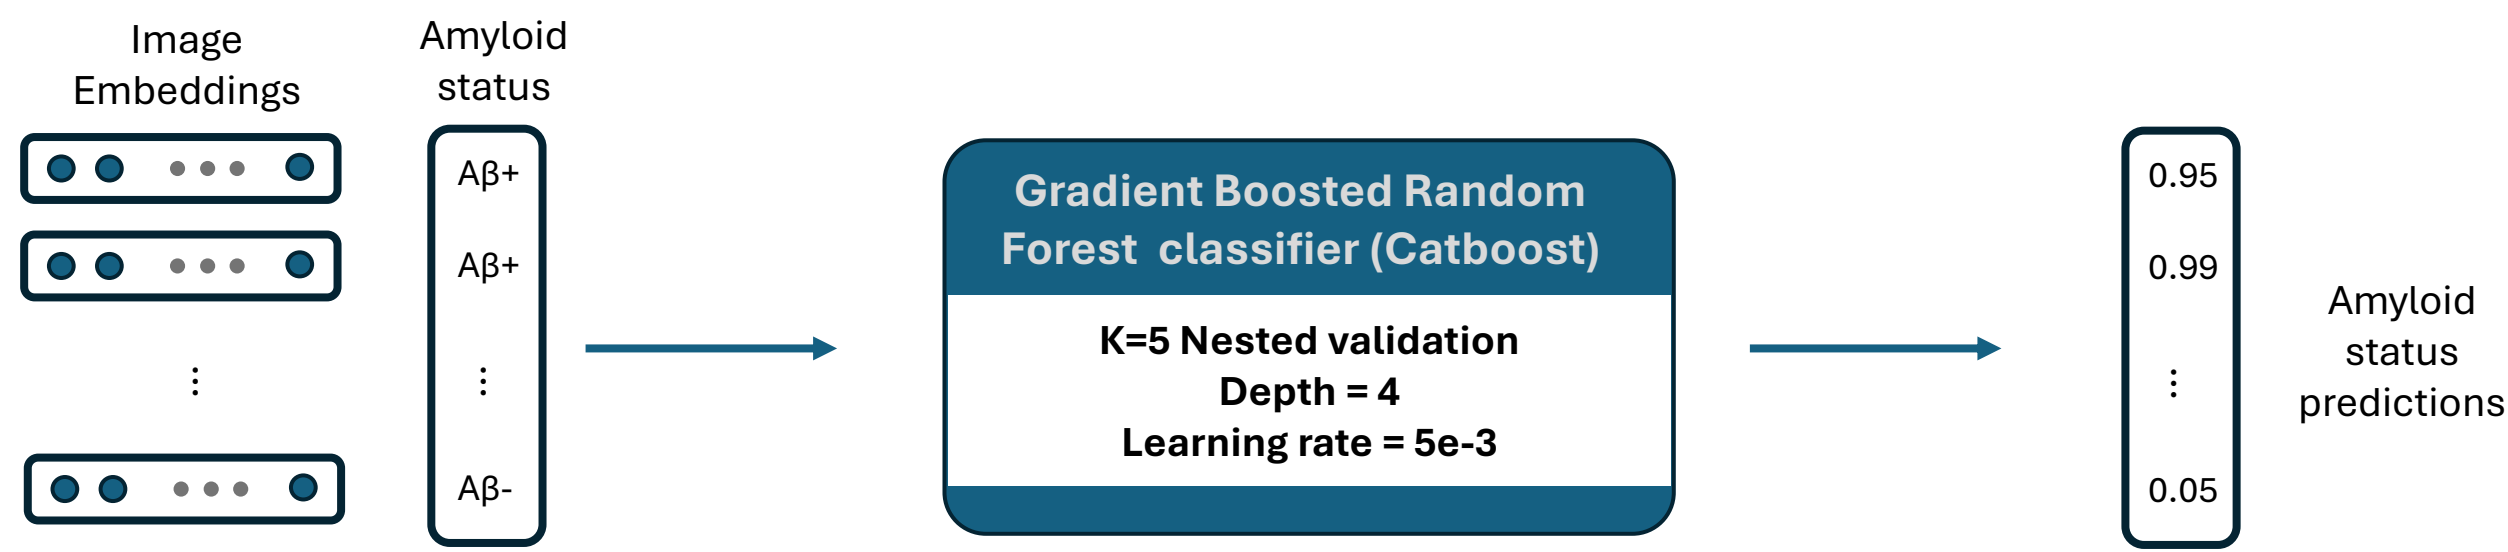 Image
Embeddings
Amyloid
status
Aβ+
Aβ+
Aβ-
Gradient Boosted Random
Forest classifier (Catboost)
K=5 Nested validation
Depth = 4
Learning rate = 5e-3
0.95
0.99
0.05
Amyloid
status
predictions